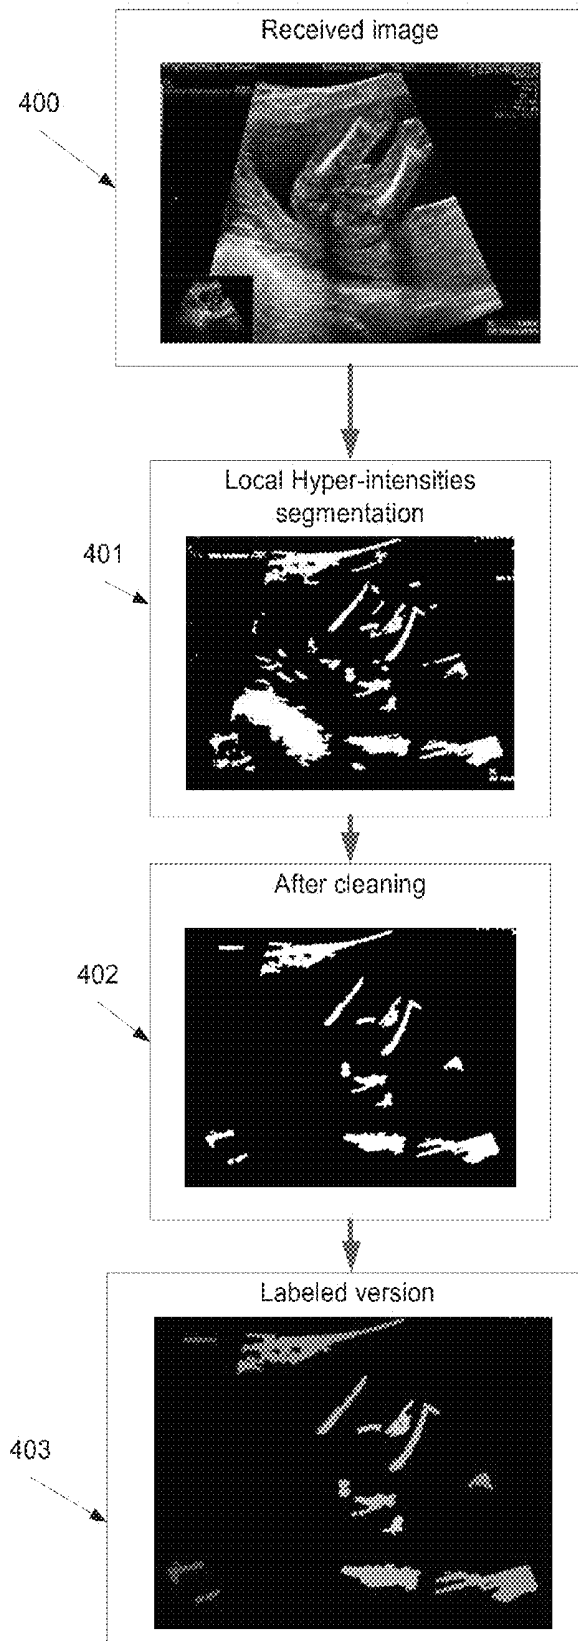 Received image
400
Local Hyper-intensities
segmentation
401
After cleaning
402
Labeled version
403